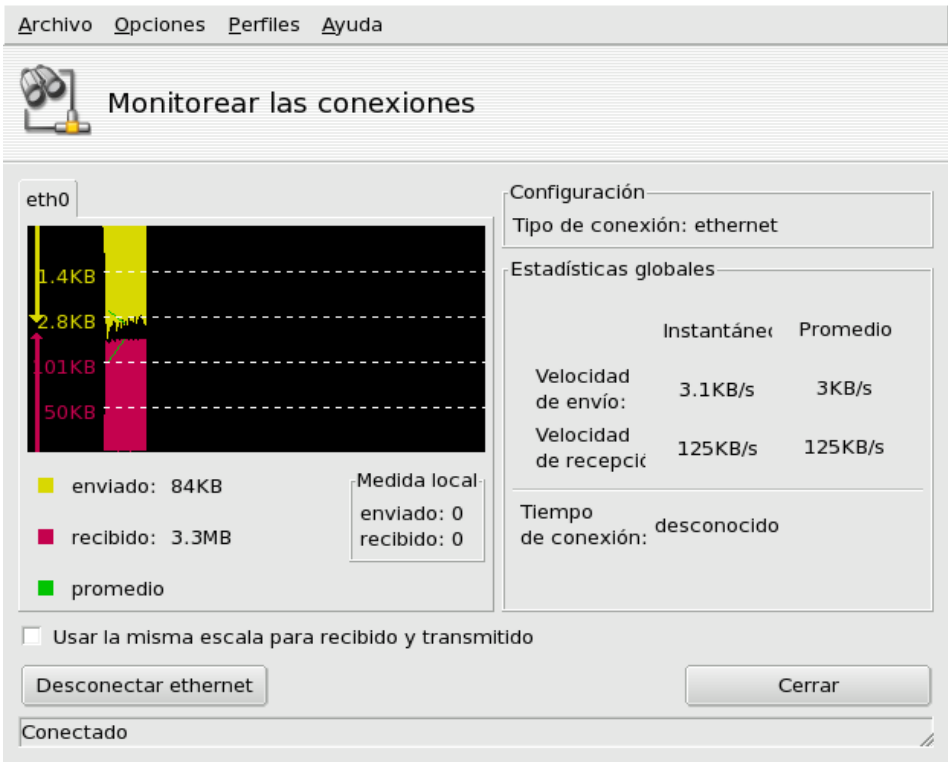 Archivo Opciones Perfiles Ayuda
Monitorear las conexiones
eth0
1.4KB
2.8KB
101KB
50KB
enviado: 84KB
recibido: 3.3MB
promedio
Medida local
enviado: 0
recibido: 0
Configuración
Tipo de conexión: ethernet
Estadísticas globales
Instantáneo Promedio
Velocidad
de envío: 3.1KB/s 3KB/s
Velocidad
de recepció 125KB/s 125KB/s
Tiempo
de conexión: desconocido
Usar la misma escala para recibido y transmitido
Desconectar ethernet Cerrar
Conectado